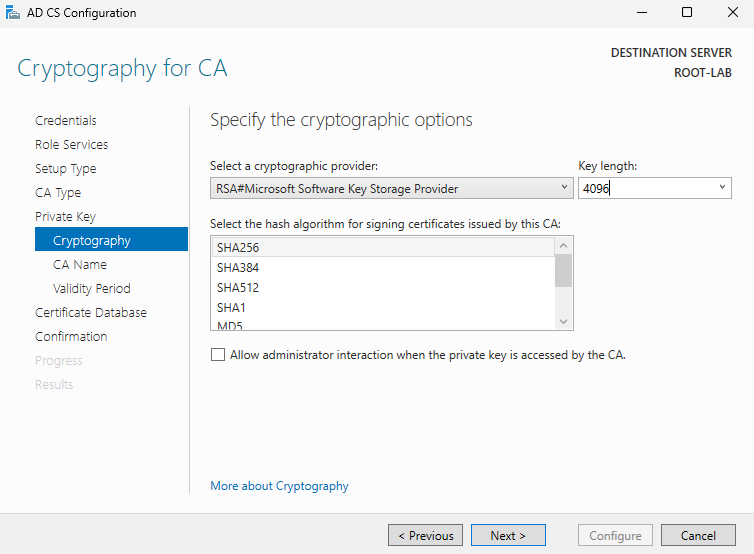 AD CS Configuration
Cryptography for CA
DESTINATION SERVER
ROOT-LAB
Credentials
Role Services
Setup Type
CA Type
Private Key
Cryptography
CA Name
Validity Period
Certificate Database
Confirmation
Progress
Results
Specify the cryptographic options
Select a cryptographic provider:
Key length:
RSA#Microsoft Software Key Storage Provider
4096
Select the hash algorithm for signing certificates issued by this CA:
SHA256
SHA384
SHA512
SHA1
MD5
Allow administrator interaction when the private key is accessed by the CA.
More about Cryptography
< Previous
Next >
Configure
Cancel